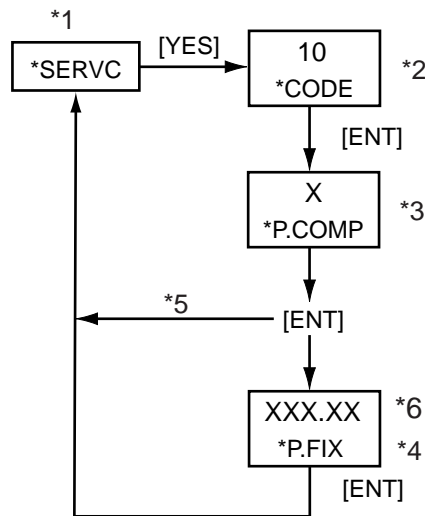 *1
[YES]
10
*SERVC
*CODE
*2
[ENT]
X
*P.COMP
*3
*5
[ENT]
XXX.XX
*6
*P.FIX
*4
[ENT]